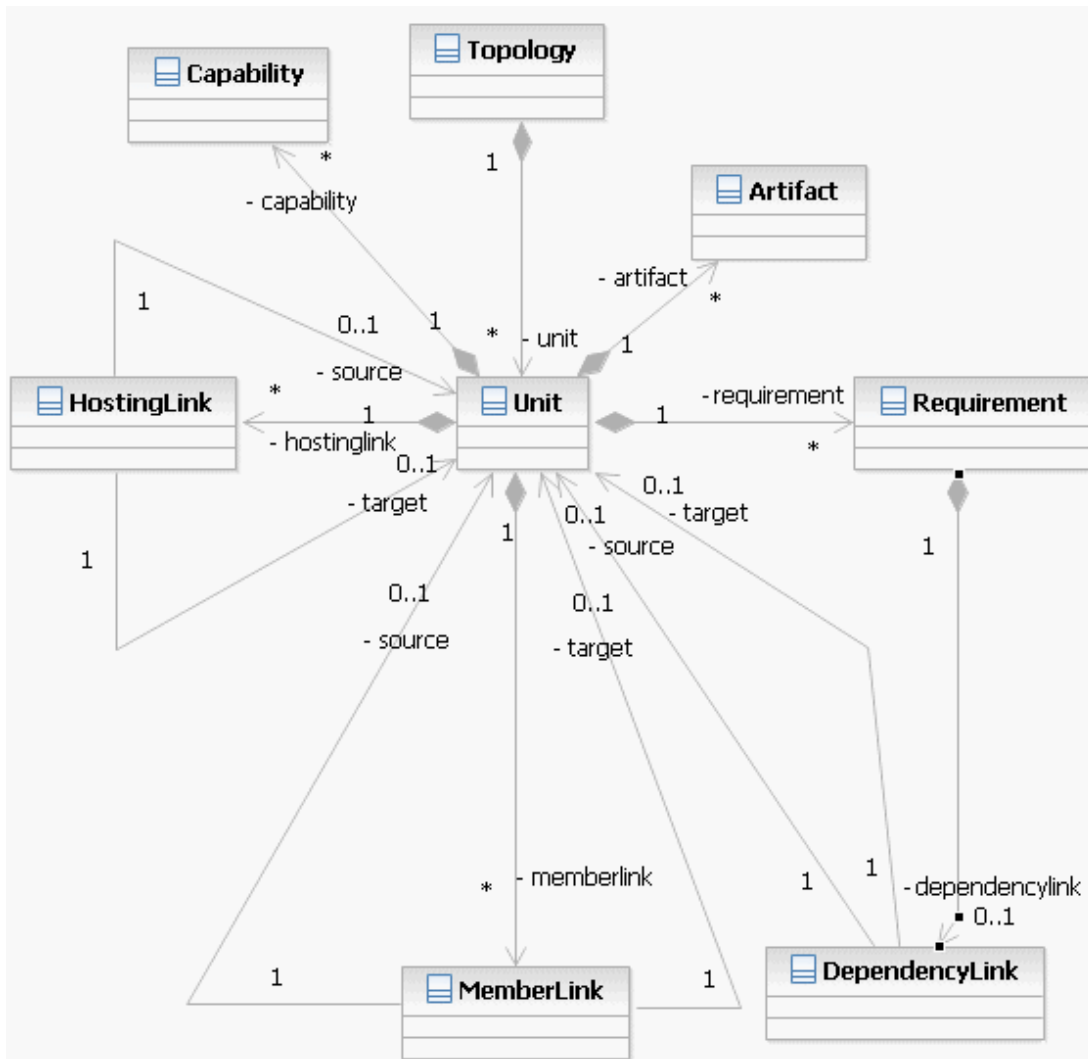 Topology
Capability
1
*
Artifact
- capability
- artifact
*
1
0..1
1
*
- unit
1
- source
*
HostingLink
1
Unit
1
- requirement
Requirement
- hostinglink
*
0..1
- target
0..1
- target
1
0..1
- source
1
1
0..1
- source
0..1
- target
1
1
- dependencylink
0..1
- memberlink
*
DependencyLink
1
MemberLink
1